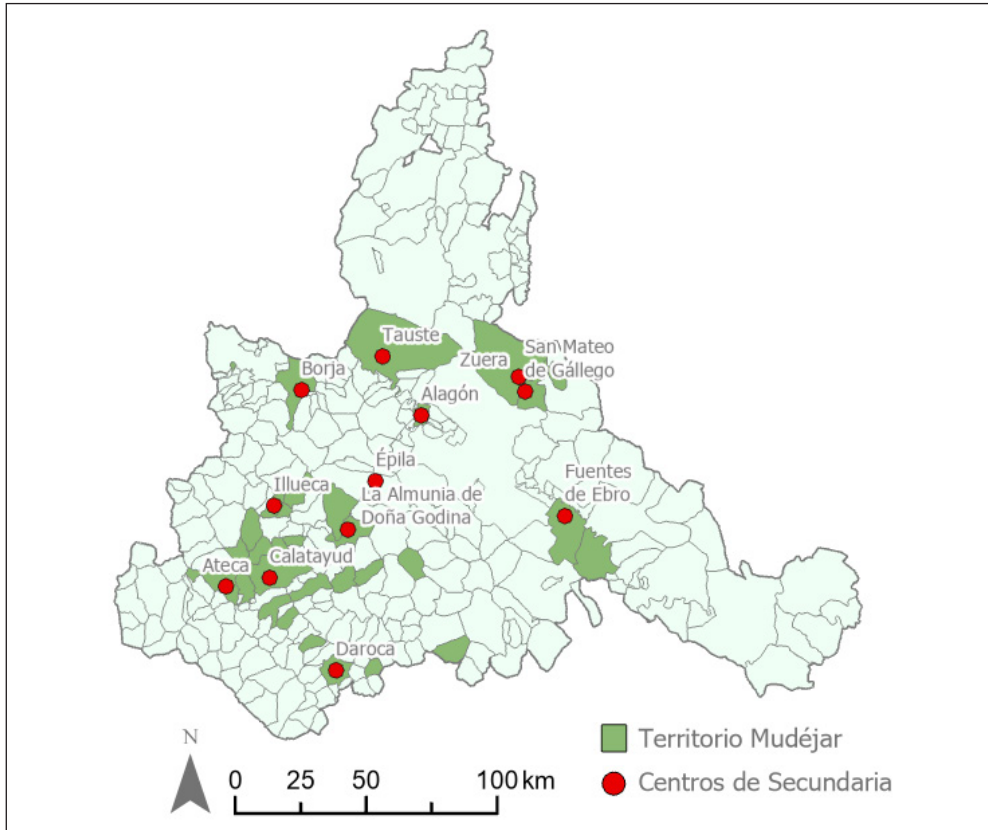 Tauste
San Mateo
Zuera
de Gállego
Borja
Alagón
Épila
Fuentes
de Ebro
Illueca
La Almunia de
Doña Godina
Calatayud
Ateca
Daroca
N
Territorio Mudéjar
0 25 50 100 km
Centros de Secundaria